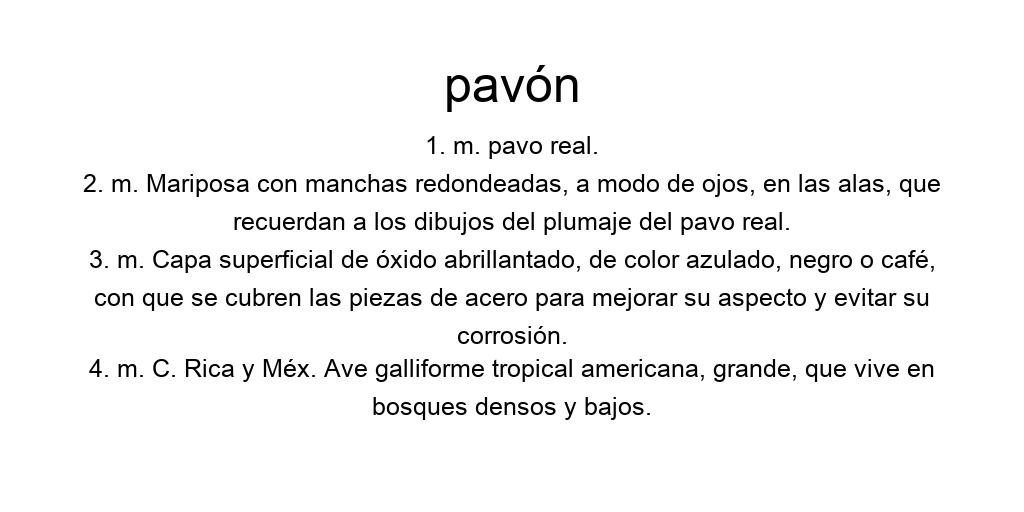 pavón
1. m. pavo real.
2. m. Mariposa con manchas redondeadas, a modo de ojos, en las alas, que
recuerdan a los dibujos del plumaje del pavo real.
3. m. Capa superficial de óxido abrillantado, de color azulado, negro o café,
con que se cubren las piezas de acero para mejorar su aspecto y evitar su
corrosión.
4. m. C. Rica y Méx. Ave galliforme tropical americana, grande, que vive en
bosques densos y bajos.